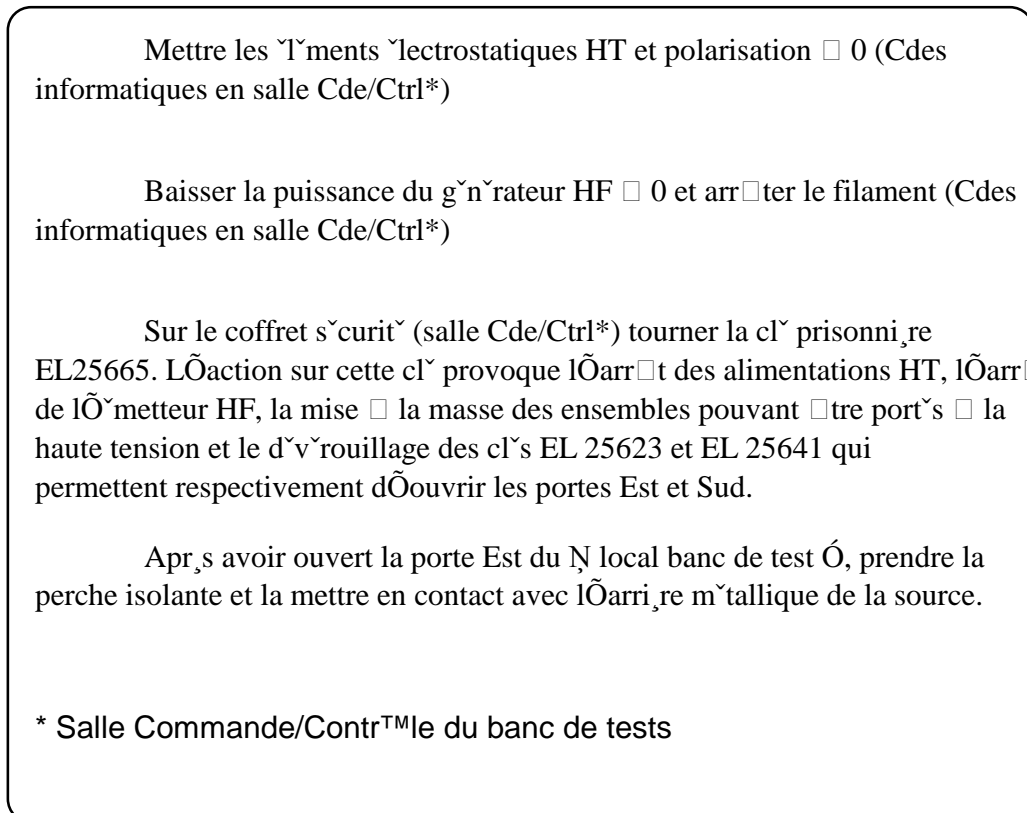 Mettre les ˇlˇments ˇlectrostatiques HT et polarisation □ 0 (Cdes
informatiques en salle Cde/Ctrl*)
Baisser la puissance du gˇnˇrateur HF □ 0 et arr□ter le filament (Cdes
informatiques en salle Cde/Ctrl*)
Sur le coffret sˇcuritˇ (salle Cde/Ctrl*) tourner la clˇ prisonni¸re
EL25665. LÕaction sur cette clˇ provoque lÕarr□t des alimentations HT, lÕarr□
de lÕˇmetteur HF, la mise □ la masse des ensembles pouvant □tre portˇs □ la
haute tension et le dˇvˇrouillage des clˇs EL 25623 et EL 25641 qui
permettent respectivement dÕouvrir les portes Est et Sud.
Apr¸s avoir ouvert la porte Est du Ņ local banc de test Ó, prendre la
perche isolante et la mettre en contact avec lÕarri¸re mˇtallique de la source.
* Salle Commande/Contr™le du banc de tests